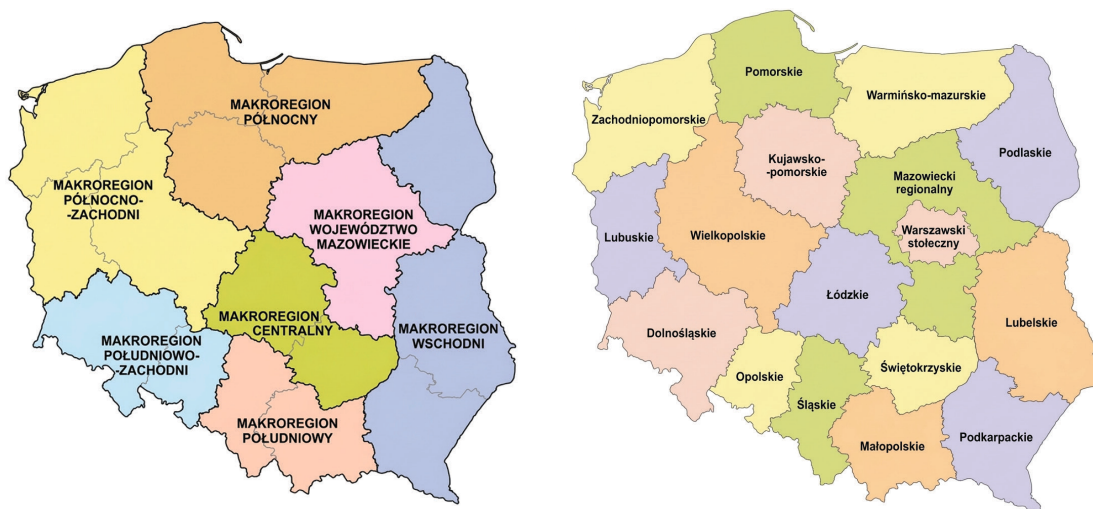 MAKROREGION
PÓŁNOCNY
MAKROREGION
PÓŁNOCNO-
-ZACHODNI
MAKROREGION
WOJEWÓDZTWO
MAZOWIECKIE
MAKROREGION
CENTRALNY
MAKROREGION
WSCHODNI
MAKROREGION
POŁUDNIOWO-
ZACHODNI
MAKROREGION
POŁUDNIOWY
Pomorskie
Warmińsko-mazurskie
Zachodniopomorskie
Podlaskie
Kujawsko-
-pomorskie
Mazowiecki
regionalny
Warszawski
stołeczny
Lubuskie
Wielkopolskie
Łódzkie
Lubelskie
Dolnośląskie
Opolskie
Świętokrzyskie
Śląskie
Małopolskie
Podkarpackie